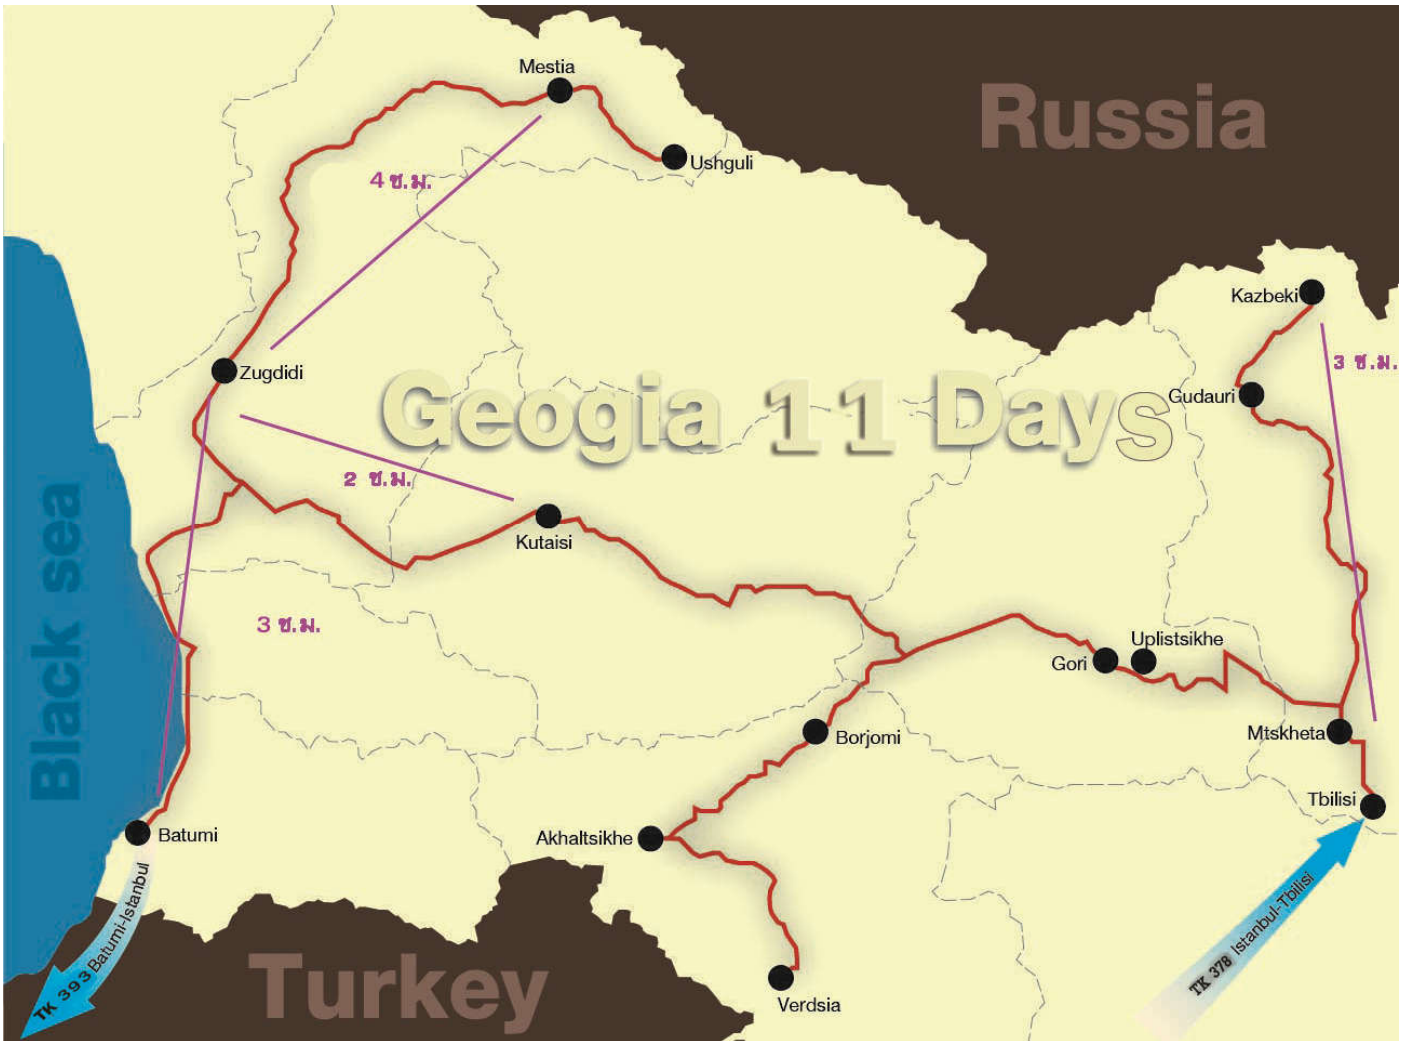 Mestia
Russia
Ushguli
4 ช.ม.
Kazbeki
3 ช.ม.
Zugdidi
Geogia 11 Days
Gudauri
2 ช.ม.
Kutaisi
Black sea
3 ช.ม.
Uplistsikhe
Gori
Borjomi
Mtskheta
Tbilisi
Batumi
Akhaltsikhe
TK 393 Batumi-Istanbul
TK 378 Istanbul-Tbilisi
Turkey
Verdsia